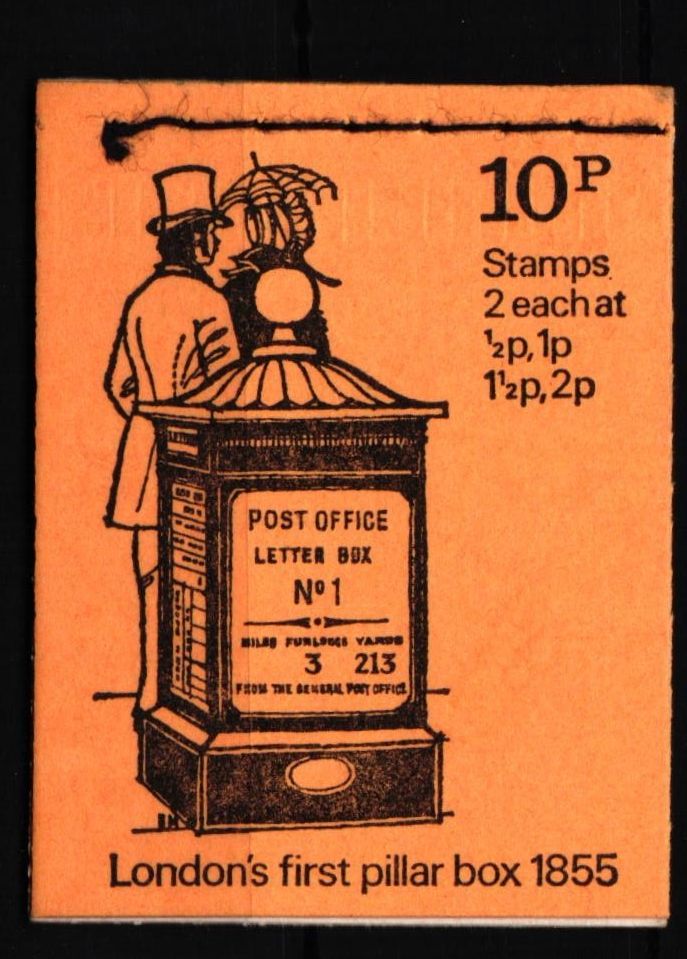 10P
Stamps
2 each at
½p, 1p
1½p, 2p
POST OFFICE
LETTER BOX
Nº 1
MILES FURLONGS YARDS
3 213
FROM THE GENERAL POST OFFICE
London's first pillar box 1855